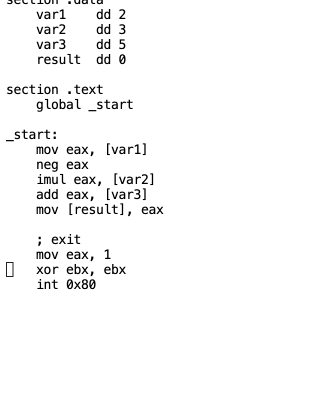 section .data
    var1    dd 2
    var2    dd 3
    var3    dd 5
    result  dd 0

section .text
    global _start

_start:
    mov eax, [var1]
    neg eax
    imul eax, [var2]
    add eax, [var3]
    mov [result], eax

    ; exit
    mov eax, 1
    xor ebx, ebx
    int 0x80